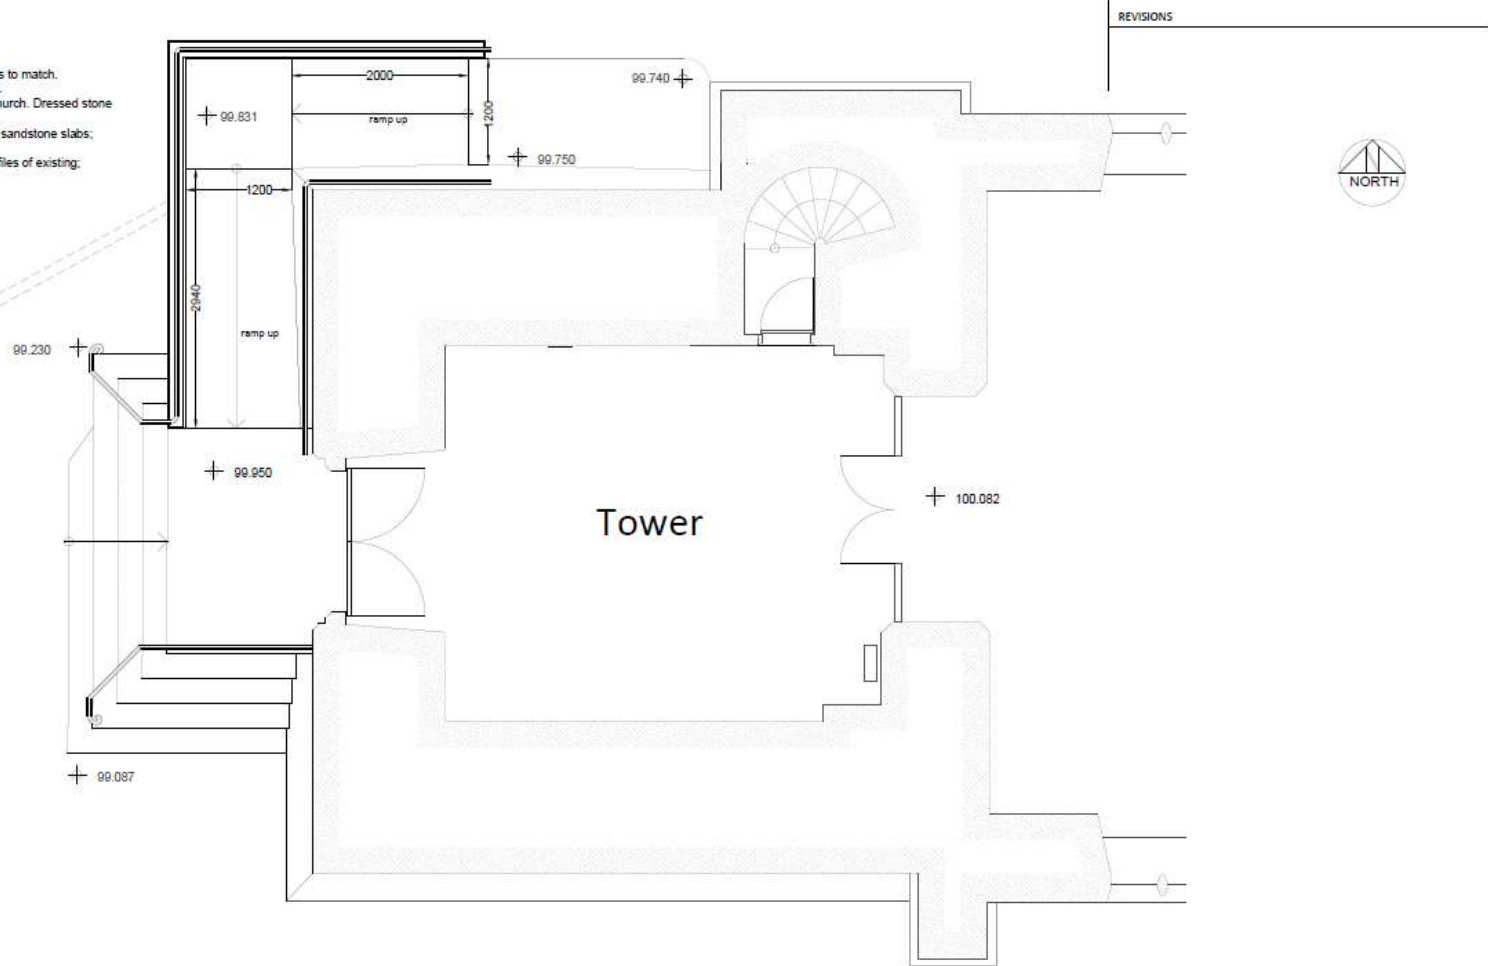 REVISIONS
s to match.
urch. Dressed stone
sandstone slabs;
files of existing;
2000
99.740
99.831
ramp up
1200
99.750
1200
NORTH
2940
ramp up
99.230
99.950
100.082
Tower
99.087